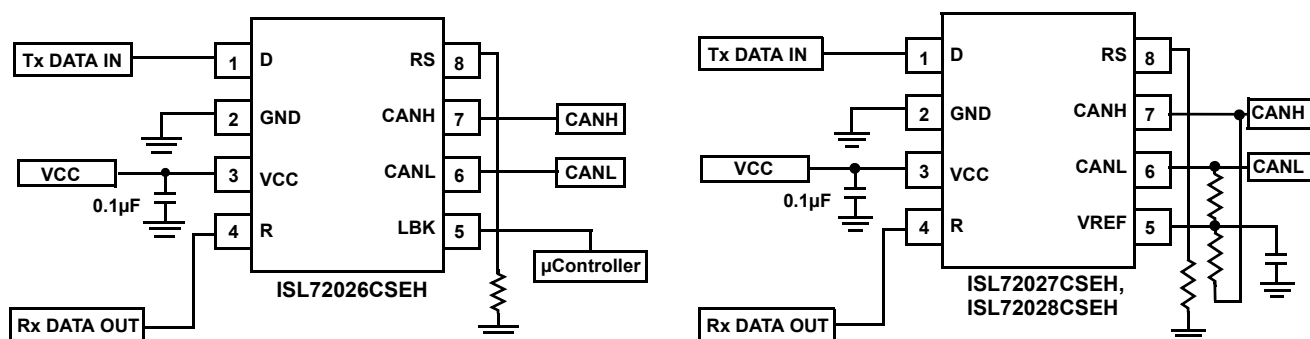 Tx DATA IN
1 D
RS 8
2 GND
CANH 7
CANH
VCC
3 VCC
CANL 6
CANL
0.1µF
4 R
LBK 5
µController
ISL72026CSEH
Rx DATA OUT
Tx DATA IN
1 D
RS 8
2 GND
CANH 7
CANH
VCC
3 VCC
CANL 6
CANL
0.1µF
4 R
VREF 5
ISL72027CSEH,
ISL72028CSEH
Rx DATA OUT